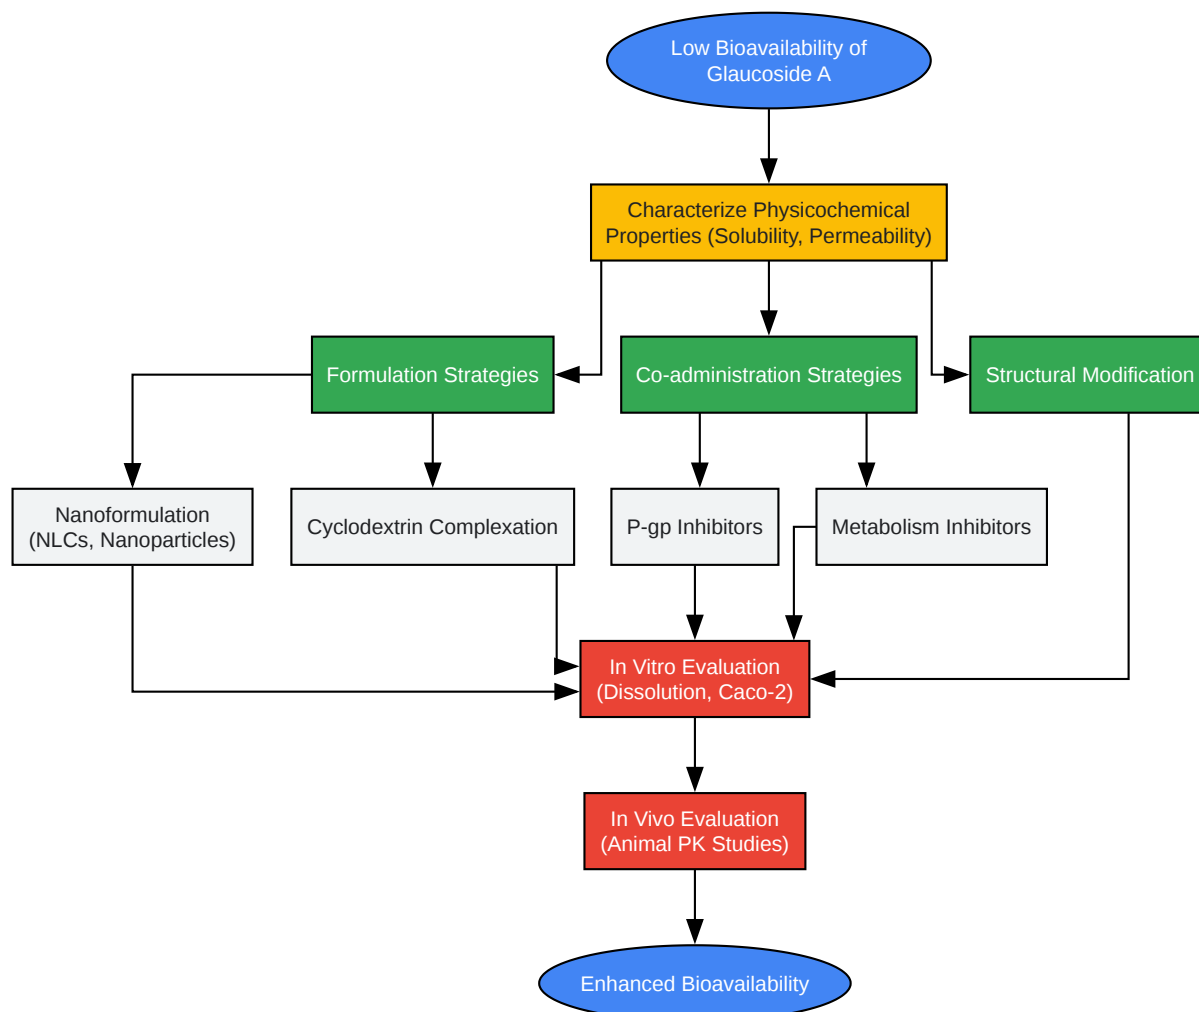 Low Bioavailability of
Glaucoside A
Characterize Physicochemical
Properties (Solubility, Permeability)
Formulation Strategies
Co-administration Strategies
Structural Modification
Nanoformulation
(NLCs, Nanoparticles)
Cyclodextrin Complexation
P-gp Inhibitors
Metabolism Inhibitors
In Vitro Evaluation
(Dissolution, Caco-2)
In Vivo Evaluation
(Animal PK Studies)
Enhanced Bioavailability